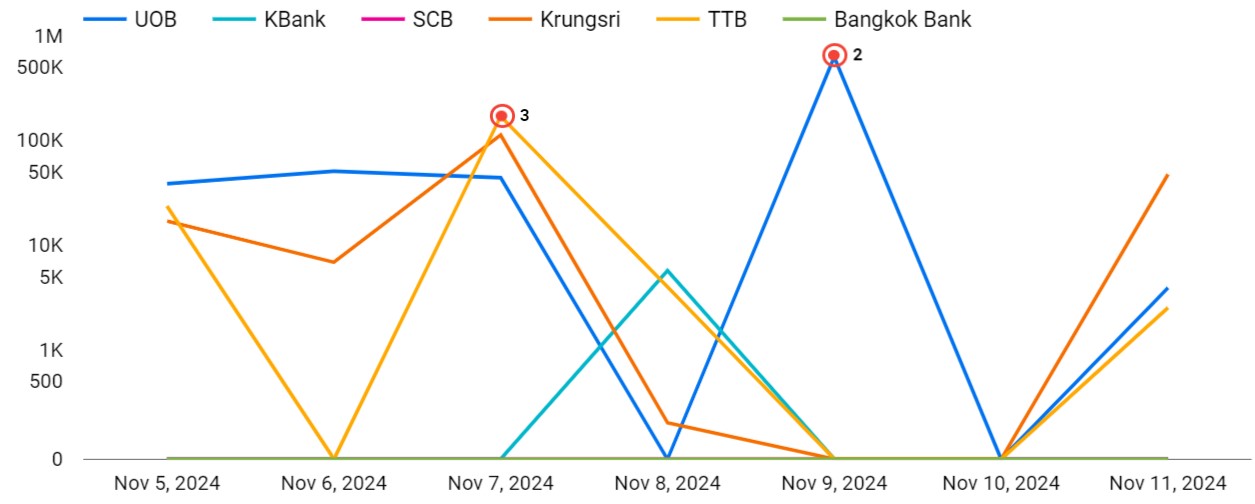 UOB KBank SCB Krungsri TTB Bangkok Bank
1M
500K
2
3
100K
50K
10K
5K
1K
500
0
Nov 5, 2024 Nov 6, 2024 Nov 7, 2024 Nov 8, 2024 Nov 9, 2024 Nov 10, 2024 Nov 11, 2024